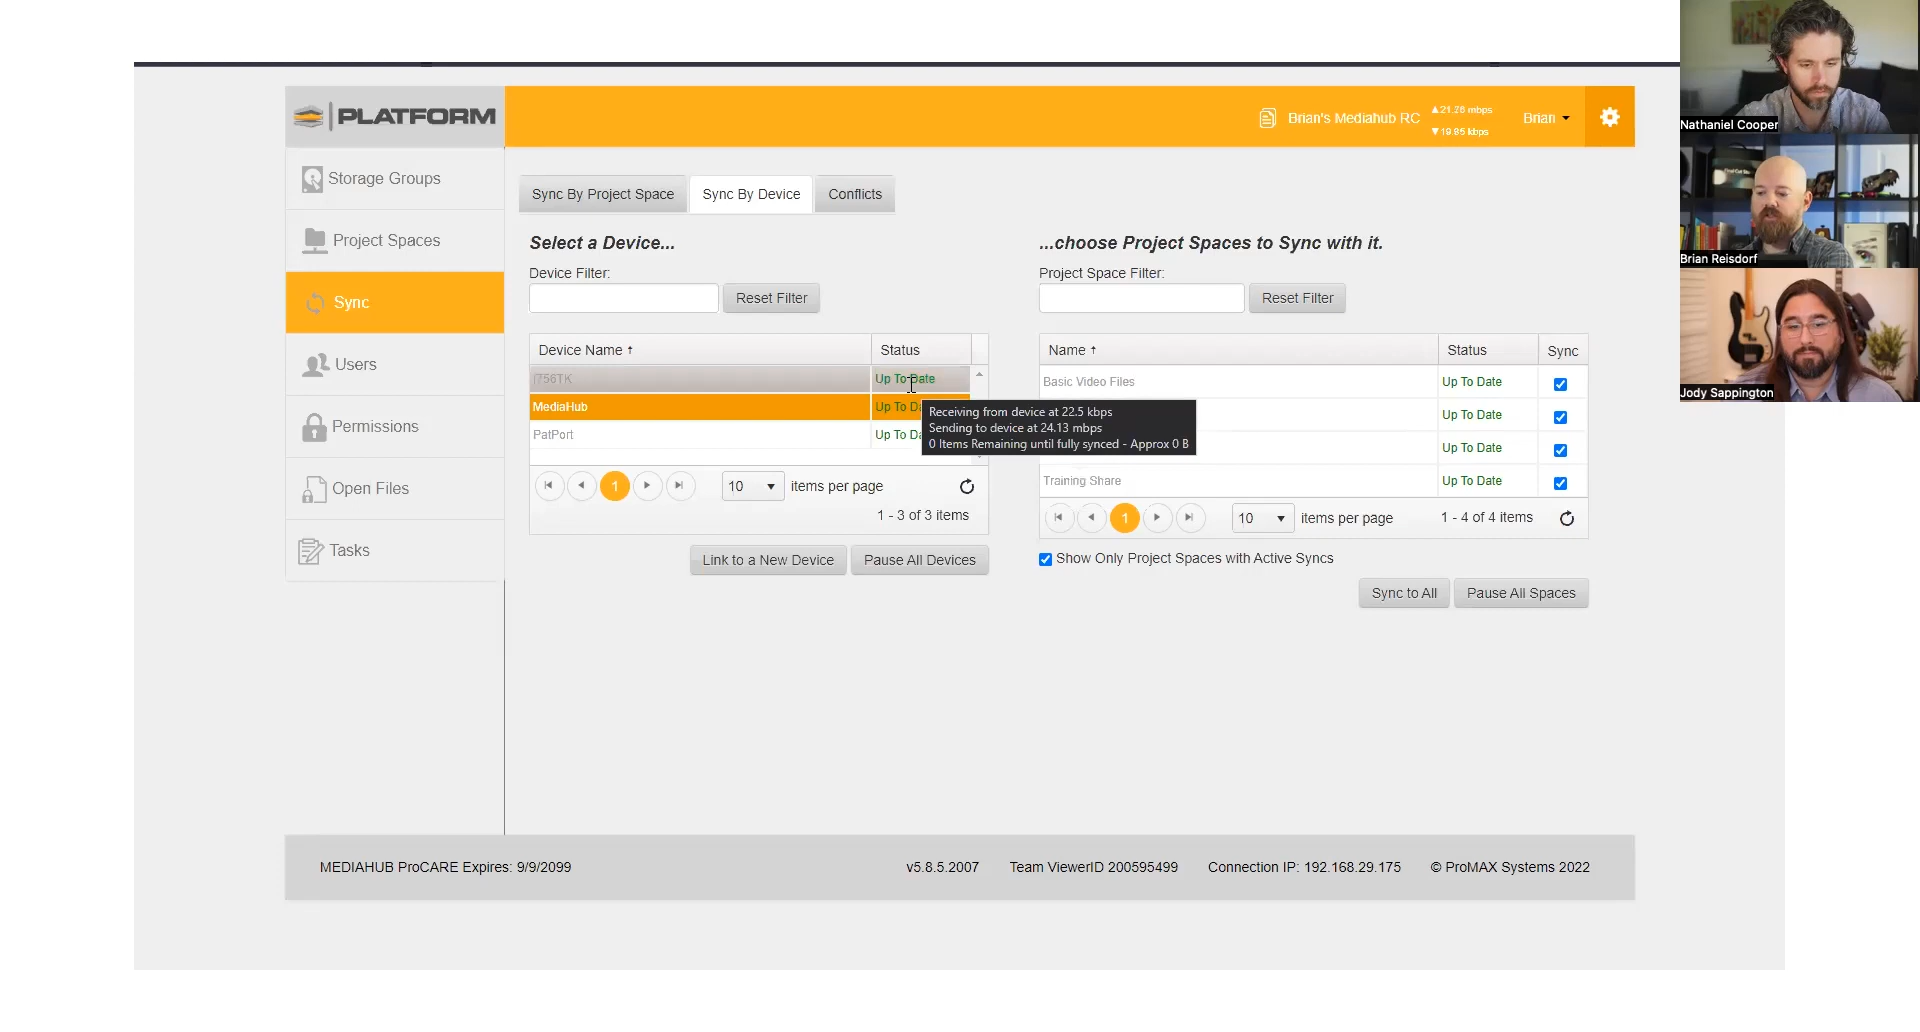 PLATFORM
Brian's Mediahub RC
▲21.26 mbps
▼19.85 kbps
Brian
Storage Groups
Project Spaces
Sync
Users
Permissions
Open Files
Tasks
Sync By Project Space
Sync By Device
Conflicts
Select a Device...
Device Filter:
Reset Filter
Device Name ↑
Status
j756TK
Up To Date
MediaHub
Up To Da
PatPort
Up To Da
Receiving from device at 22.5 kbps
Sending to device at 24.13 mbps
0 Items Remaining until fully synced - Approx 0 B
1
10
items per page
1 - 3 of 3 items
Link to a New Device
Pause All Devices
...choose Project Spaces to Sync with it.
Project Space Filter:
Reset Filter
Name ↑
Status
Sync
Basic Video Files
Up To Date
Up To Date
Up To Date
Training Share
Up To Date
1
10
items per page
1 - 4 of 4 items
Show Only Project Spaces with Active Syncs
Sync to All
Pause All Spaces
MEDIAHUB ProCARE Expires: 9/9/2099
v5.8.5.2007
Team ViewerID 200595499
Connection IP: 192.168.29.175
© ProMAX Systems 2022
Nathaniel Cooper
Brian Reisdorf
Jody Sappington